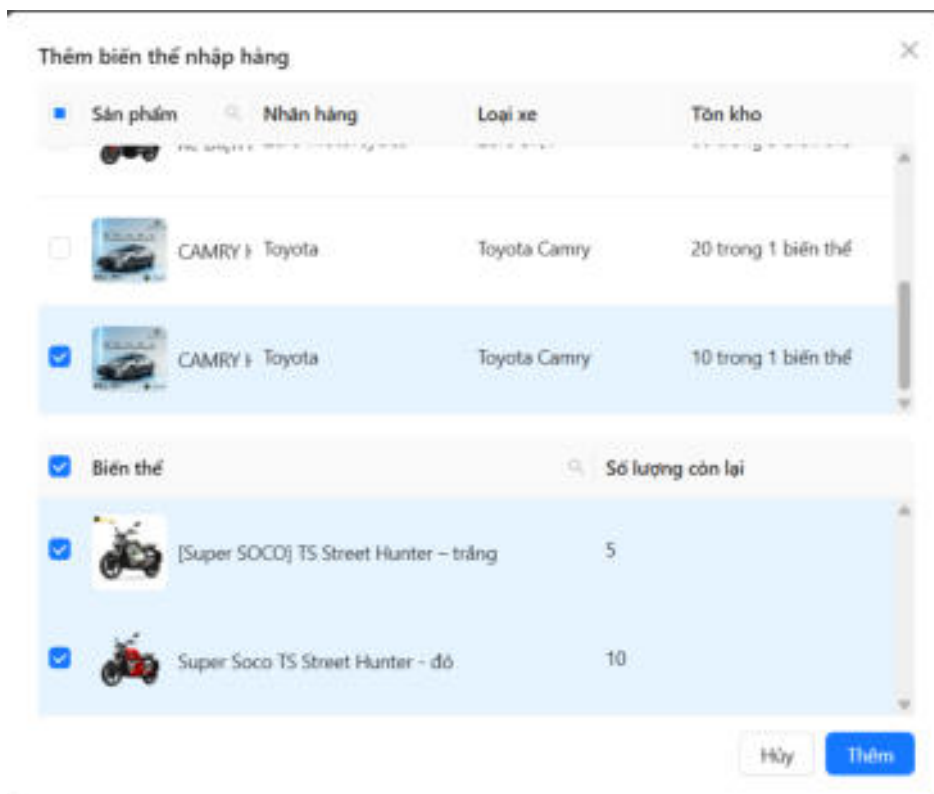 Thêm biến thể nhập hàng
Sản phẩm Nhãn hàng Loại xe Tồn kho
CAMRY Toyota Toyota Camry 20 trong 1 biến thể
CAMRY Toyota Toyota Camry 10 trong 1 biến thể
Biến thể Số lượng còn lại
[Super SOCO] TS Street Hunter – trắng 5
Super Soco TS Street Hunter - đỏ 10
Hủy Thêm